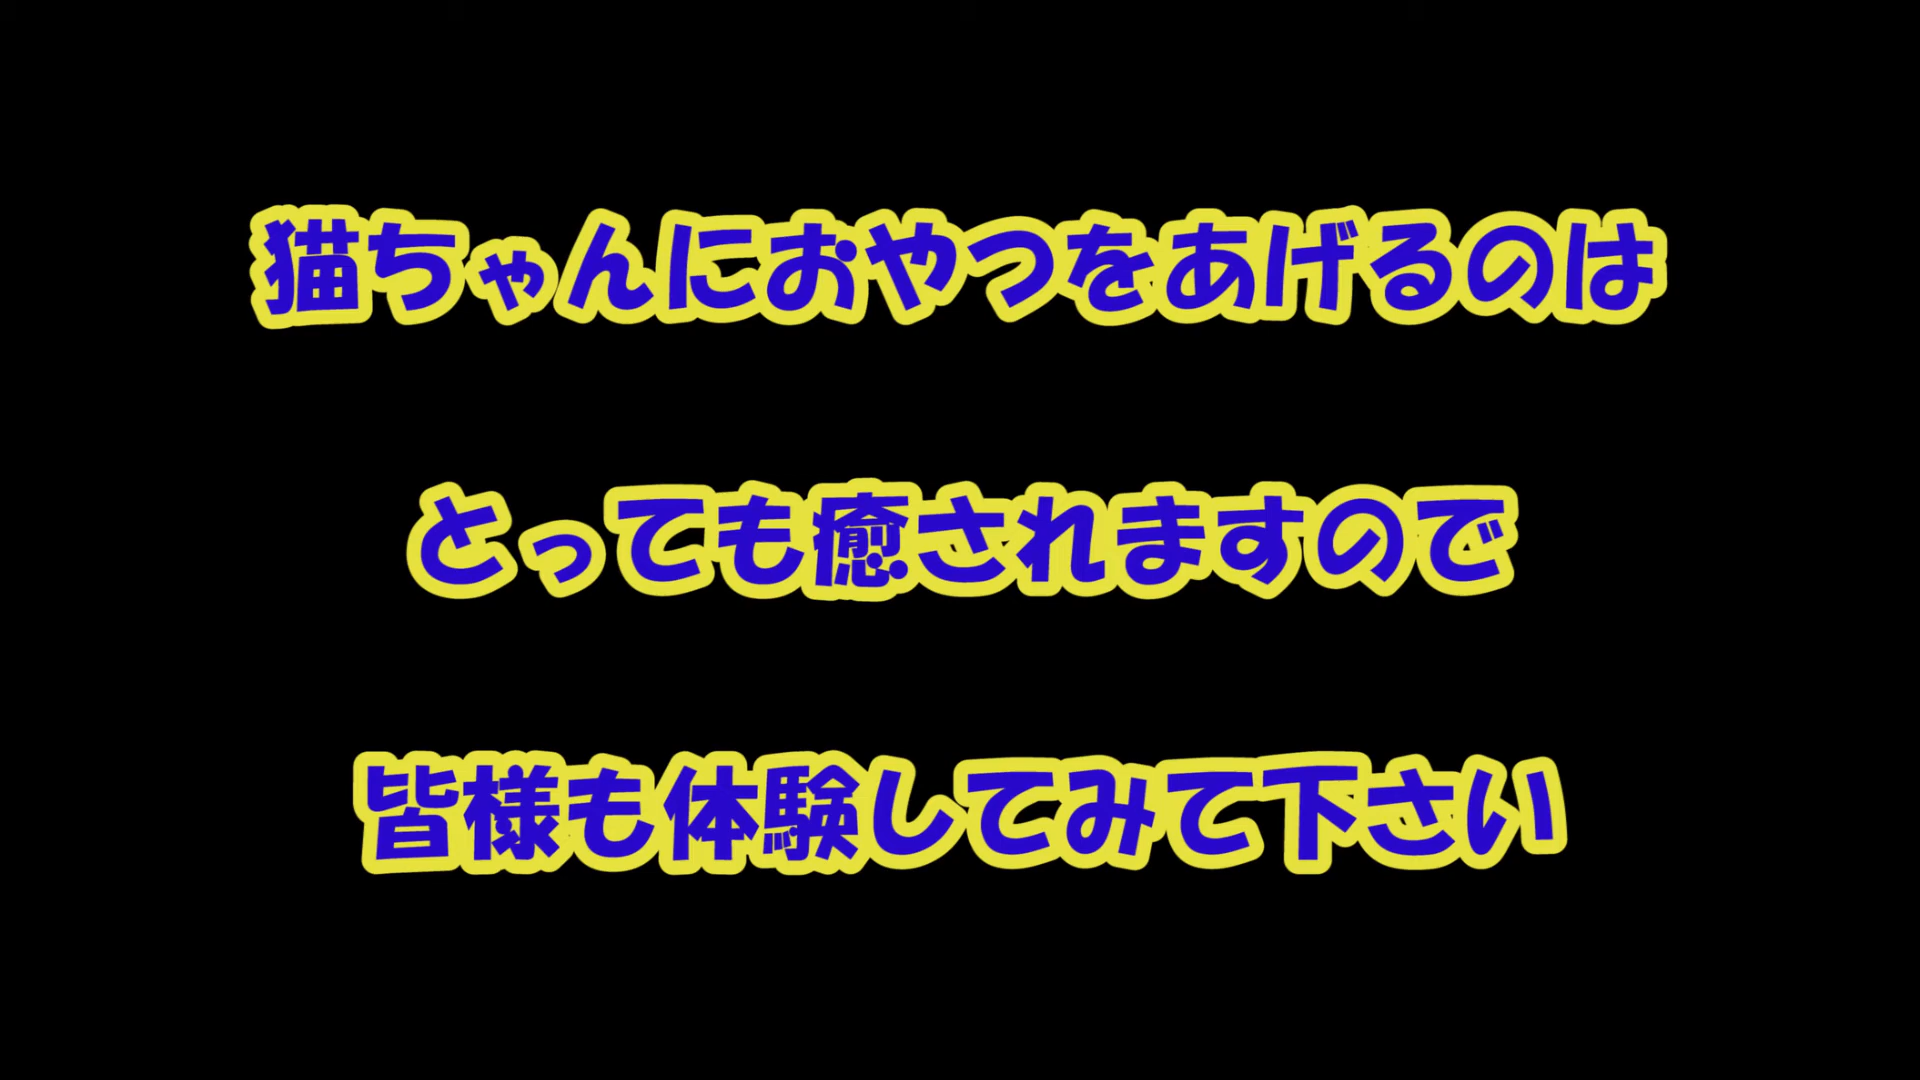 猫ちゃんにおやつをあげるのは
とっても癒されますので
皆様も体験してみて下さい